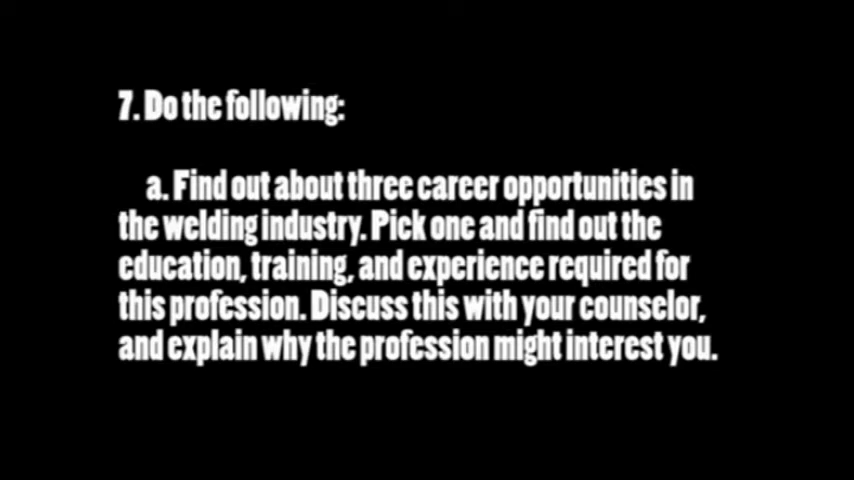 7. Do the following:
a. Find out about three career opportunities in
the welding industry. Pick one and find out the
education, training, and experience required for
this profession. Discuss this with your counselor,
and explain why the profession might interest you.